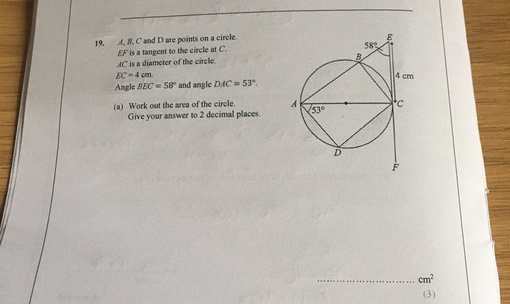 19. A, B, C and D are points on a circle.
EF is a tangent to the circle at C.
AC is a diameter of the circle.
EC = 4 cm.
Angle BEC = 58° and angle DAC = 53°.
(a) Work out the area of the circle.
Give your answer to 2 decimal places.
E
58°
B
4 cm
A
53°
C
D
F
cm²
(3)